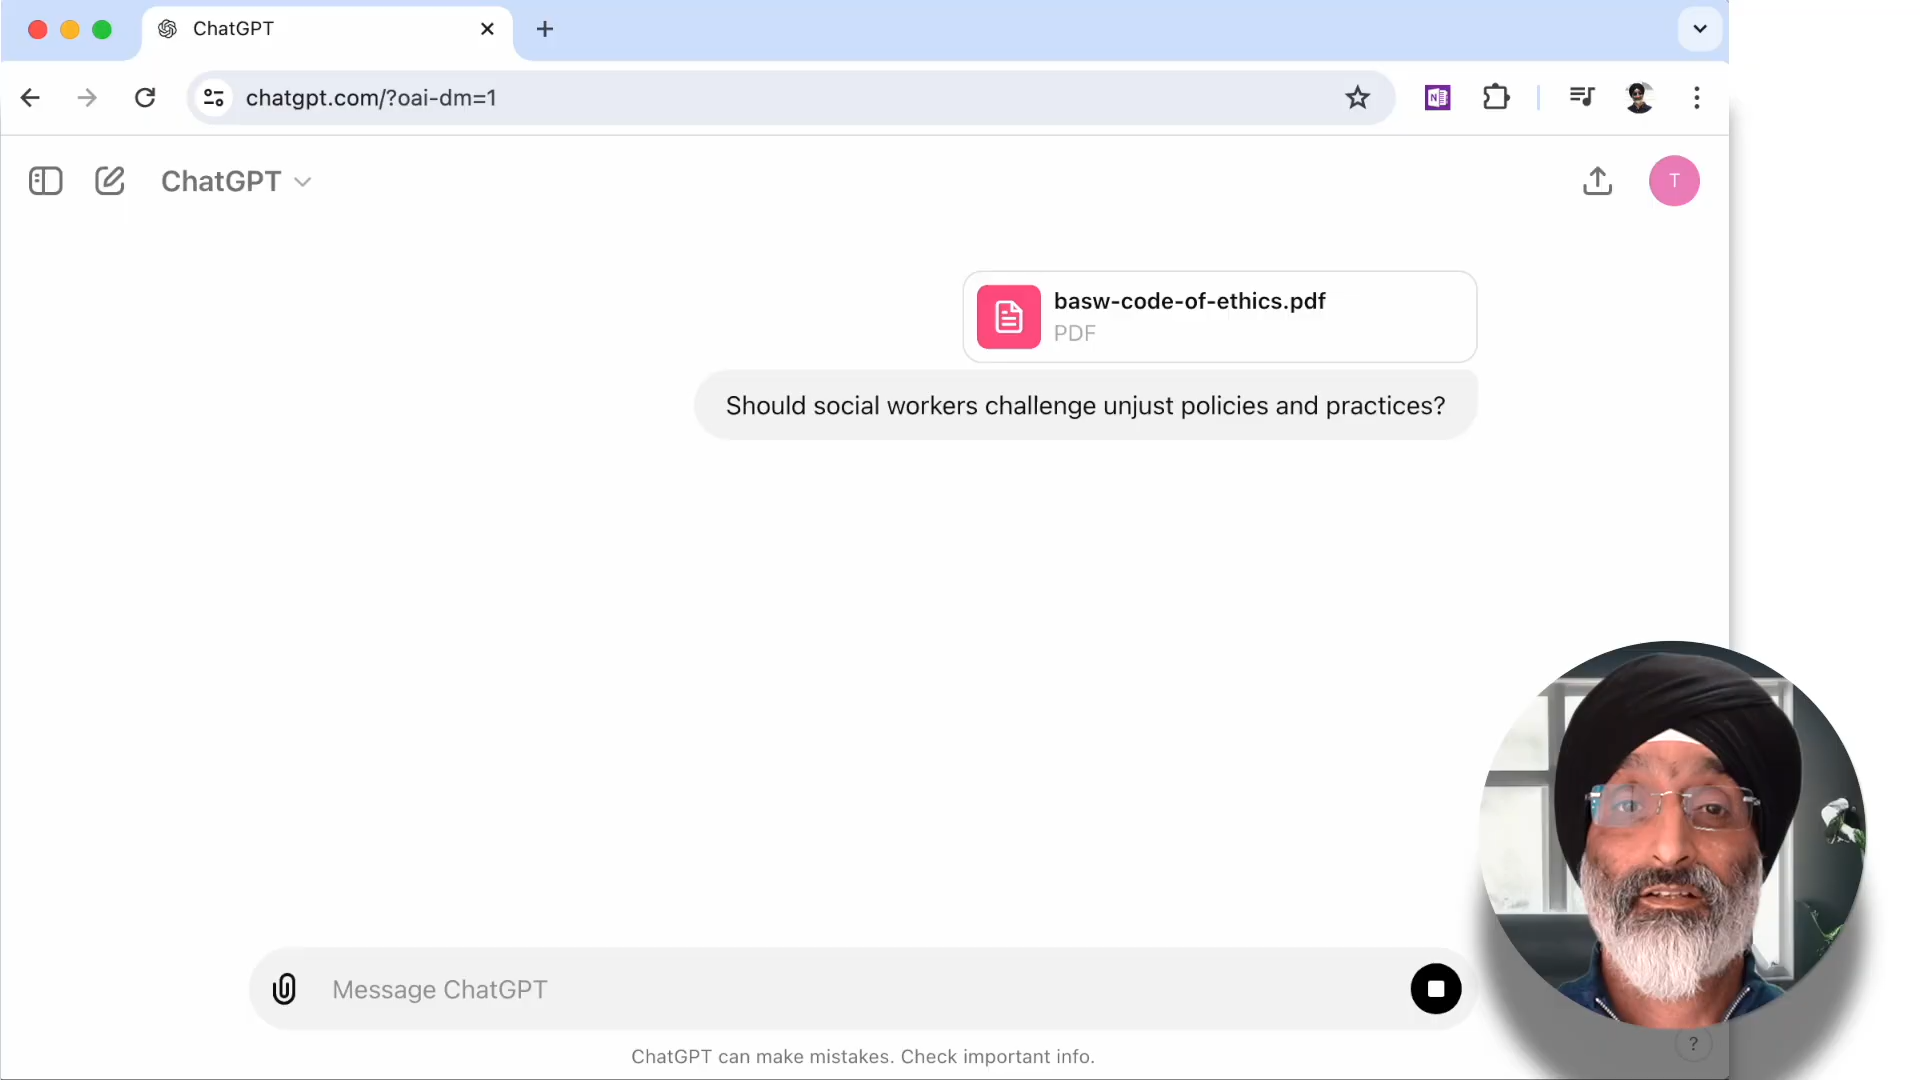 ChatGPT
chatgpt.com/?oai-dm=1
N
ChatGPT
T
basw-code-of-ethics.pdf
PDF
Should social workers challenge unjust policies and practices?
Message ChatGPT
ChatGPT can make mistakes. Check important info.
?